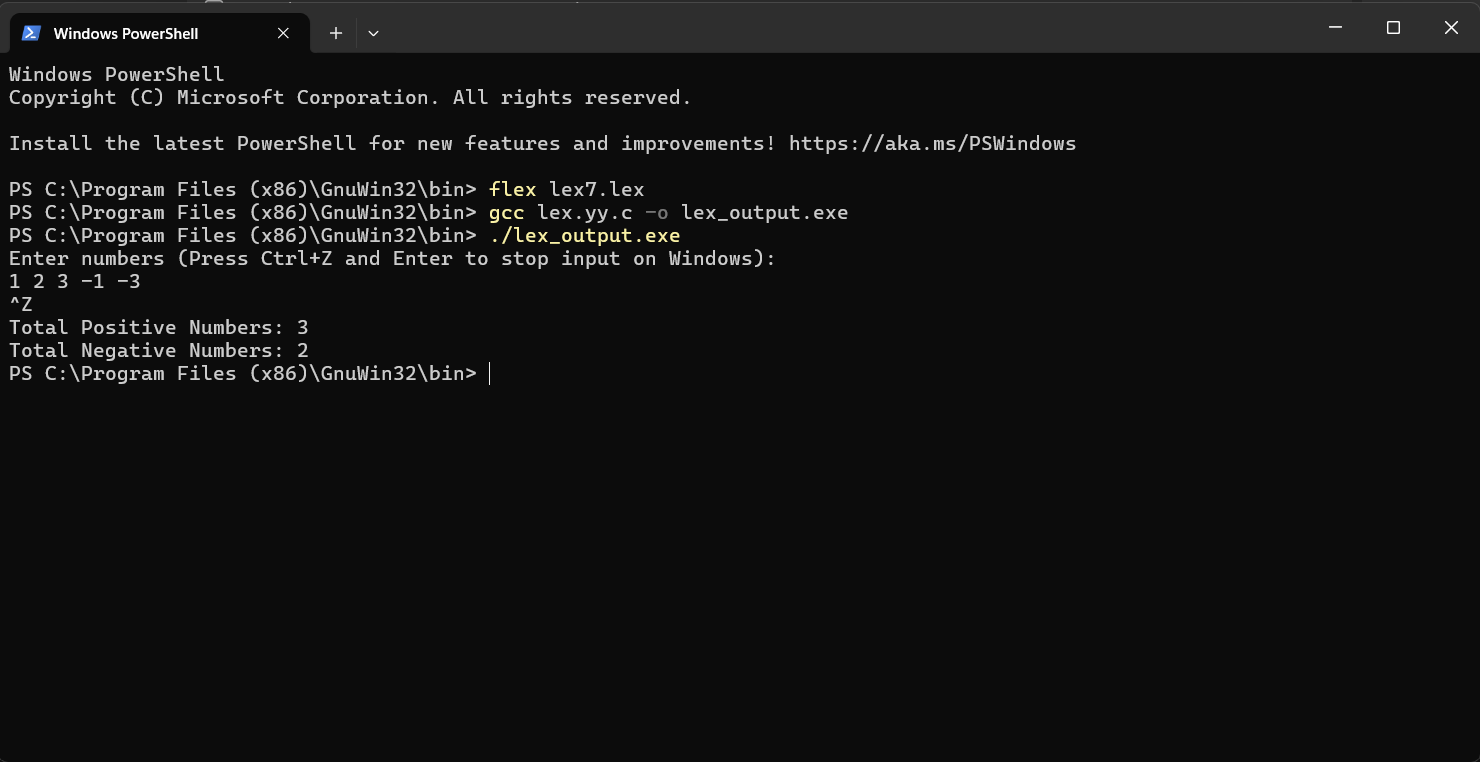 Windows PowerShell
Windows PowerShell
Copyright (C) Microsoft Corporation. All rights reserved.
Install the latest PowerShell for new features and improvements! https://aka.ms/PSWindows
PS C:\Program Files (x86)\GnuWin32\bin> flex lex7.lex
PS C:\Program Files (x86)\GnuWin32\bin> gcc lex.yy.c -o lex_output.exe
PS C:\Program Files (x86)\GnuWin32\bin> ./lex_output.exe
Enter numbers (Press Ctrl+Z and Enter to stop input on Windows):
1 2 3 -1 -3
^Z
Total Positive Numbers: 3
Total Negative Numbers: 2
PS C:\Program Files (x86)\GnuWin32\bin>